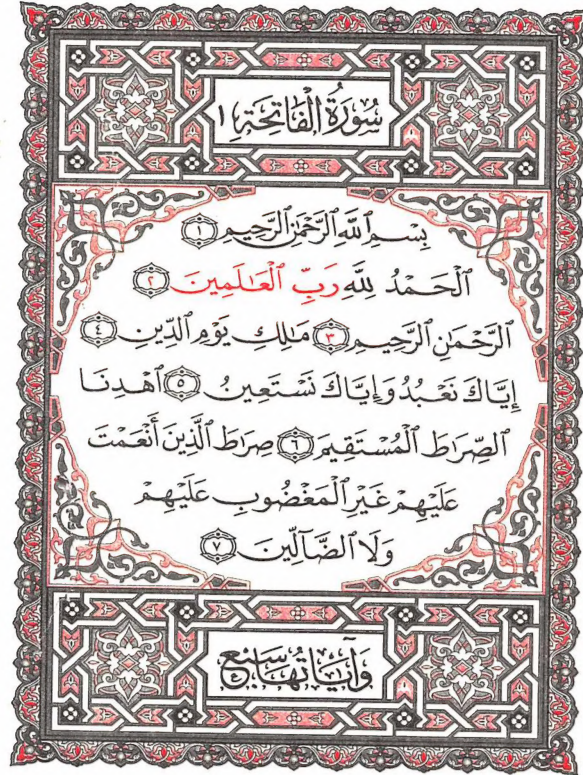 سُورَةُ الْفَاتِحَةِ ١
بِسْمِ ٱللَّهِ ٱلرَّحْمَٰنِ ٱلرَّحِيمِ ١
ٱلْحَمْدُ لِلَّهِ رَبِّ ٱلْعَٰلَمِينَ ٢
ٱلرَّحْمَٰنِ ٱلرَّحِيمِ ٣ مَٰلِكِ يَوْمِ ٱلدِّينِ ٤
إِيَّاكَ نَعْبُدُ وَإِيَّاكَ نَسْتَعِينُ ٥ ٱهْدِنَا
ٱلصِّرَٰطَ ٱلْمُسْتَقِيمَ ٦ صِرَٰطَ ٱلَّذِينَ أَنْعَمْتَ
عَلَيْهِمْ غَيْرِ ٱلْمَغْضُوبِ عَلَيْهِمْ
وَلَا ٱلضَّآلِّينَ ٧
وَآيَاتُهَا سَبْعٌ